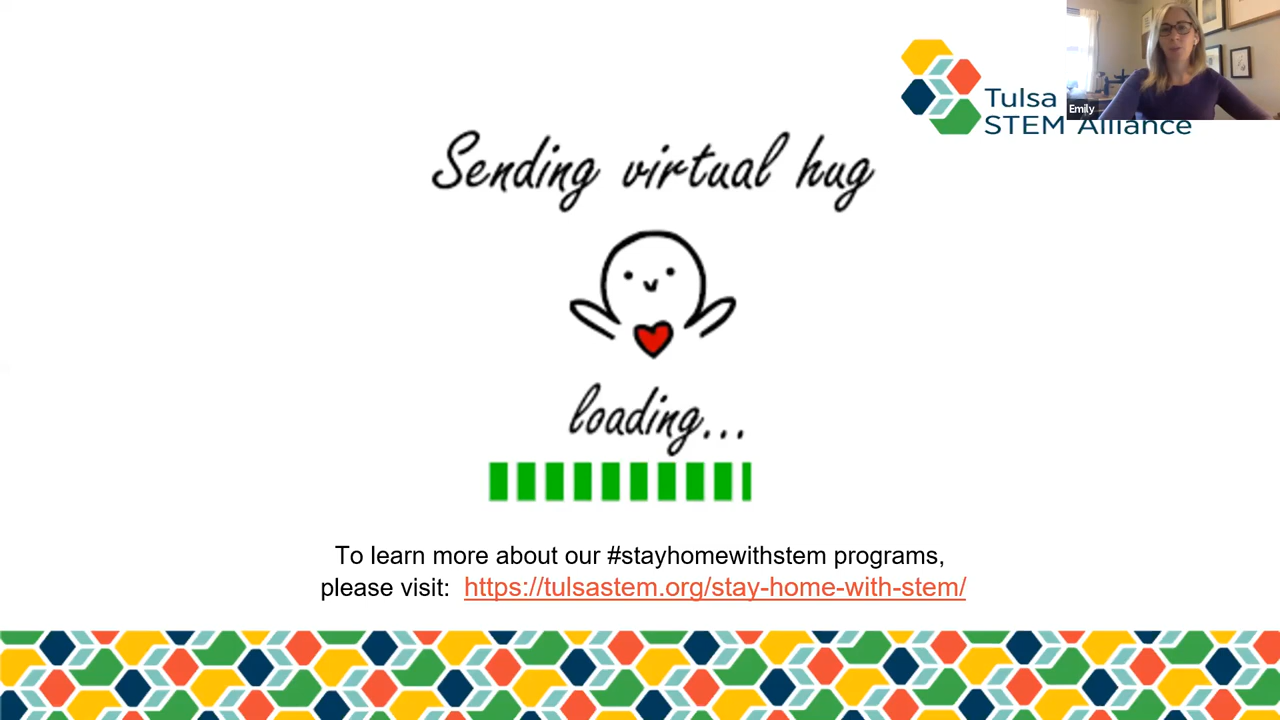 Tulsa
STEM Alliance
Emily
Sending virtual hug
loading...
To learn more about our #stayhomewithstem programs,
please visit: https://tulsastem.org/stay-home-with-stem/